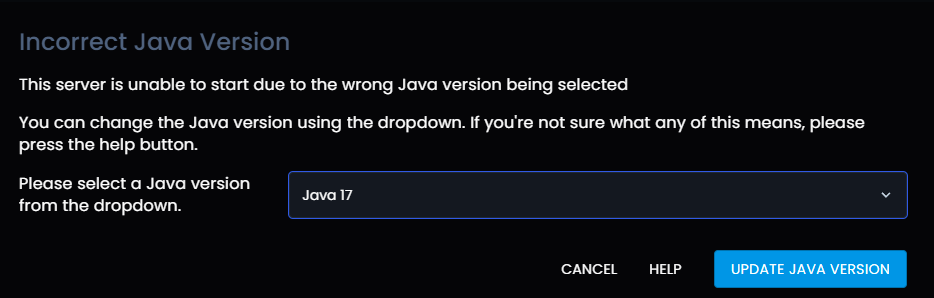 Incorrect Java Version
This server is unable to start due to the wrong Java version being selected
You can change the Java version using the dropdown. If you're not sure what any of this means, please
press the help button.
Please select a Java version
from the dropdown.
Java 17
CANCEL
HELP
UPDATE JAVA VERSION